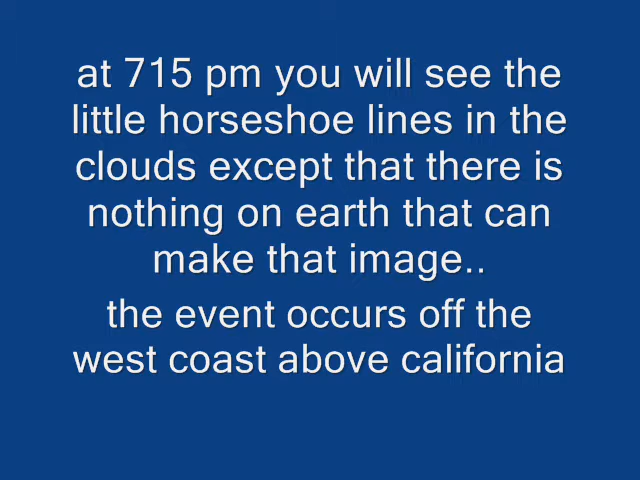 at 715 pm you will see the
little horseshoe lines in the
clouds except that there is
nothing on earth that can
make that image..
the event occurs off the
west coast above california